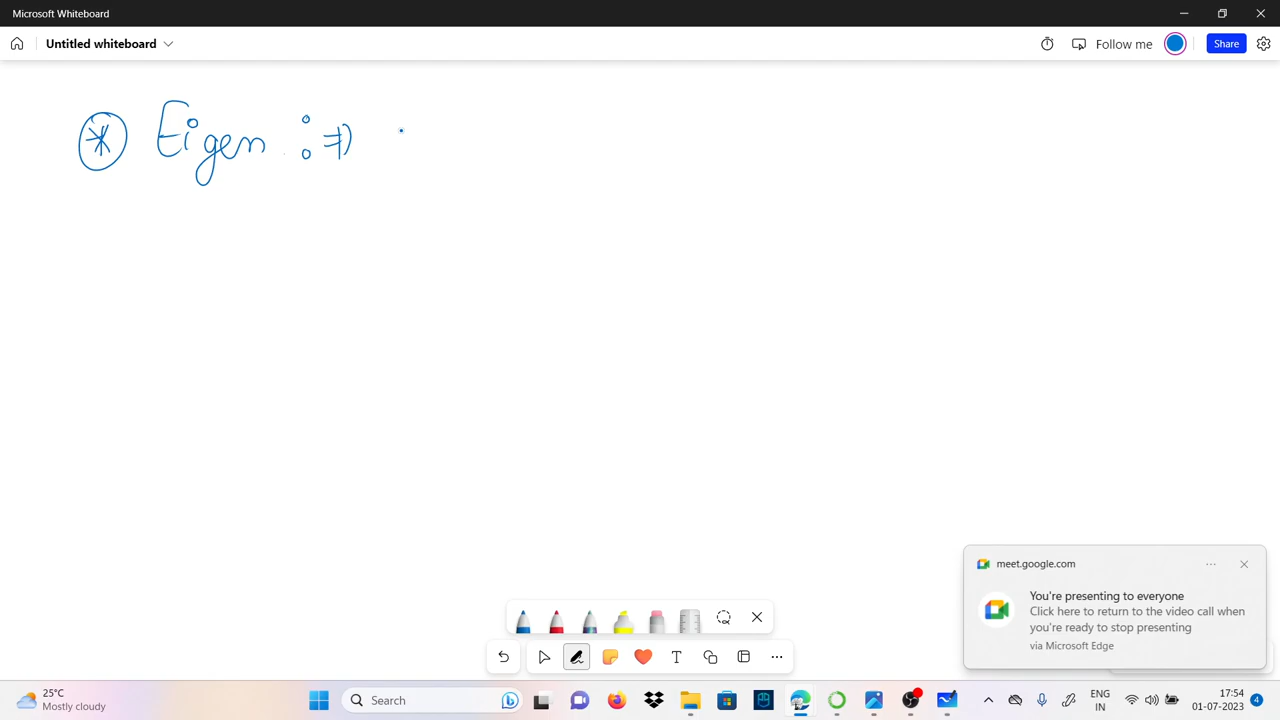 Microsoft Whiteboard
Untitled whiteboard
Follow me
Share
* Eigen :⇒
meet.google.com
You're presenting to everyone
Click here to return to the video call when
you're ready to stop presenting
via Microsoft Edge
25°C
Mostly cloudy
Search
ENG
IN
17:54
01-07-2023
4